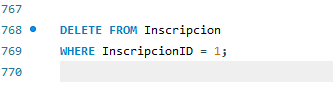 767
768 DELETE FROM Inscripcion
769 WHERE InscripcionID = 1;
770